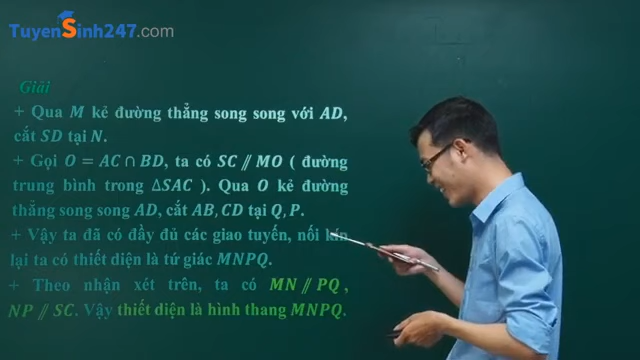 TuyenSinh247.com
Giải
+ Qua M kẻ đường thẳng song song với AD,
cắt SD tại N.
+ Gọi O = AC ∩ BD, ta có SC // MO ( đường
trung bình trong ΔSAC ). Qua O kẻ đường
thẳng song song AD, cắt AB, CD tại Q, P.
+ Vậy ta đã có đầy đủ các giao tuyến, nối kín
lại ta có thiết diện là tứ giác MNPQ.
+ Theo nhận xét trên, ta có MN // PQ ,
NP // SC. Vậy thiết diện là hình thang MNPQ.